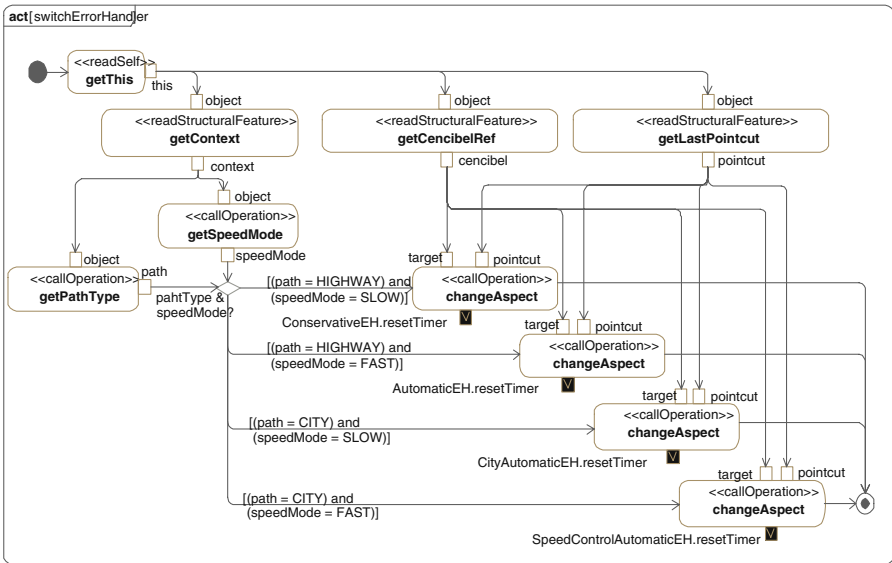 act[switchErrorHandler
<<readSelf>>
getThis
this
object
object
object
<<readStructuralFeature>>
getContext
<<readStructuralFeature>>
getCencibelRef
<<readStructuralFeature>>
getLastPointcut
context
cencibel
pointcut
object
<<callOperation>>
getSpeedMode
speedMode
object
<<callOperation>>
getPathType
path
pahtType &
speedMode?
target
pointcut
[(path = HIGHWAY) and
(speedMode = SLOW)]
<<callOperation>>
changeAspect
V
ConservativeEH.resetTimer
target
pointcut
[(path = HIGHWAY) and
(speedMode = FAST)]
<<callOperation>>
changeAspect
V
AutomaticEH.resetTimer
target
pointcut
[(path = CITY) and
(speedMode = SLOW)]
<<callOperation>>
changeAspect
V
CityAutomaticEH.resetTimer
target
pointcut
[(path = CITY) and
(speedMode = FAST)]
<<callOperation>>
changeAspect
V
SpeedControlAutomaticEH.resetTimer